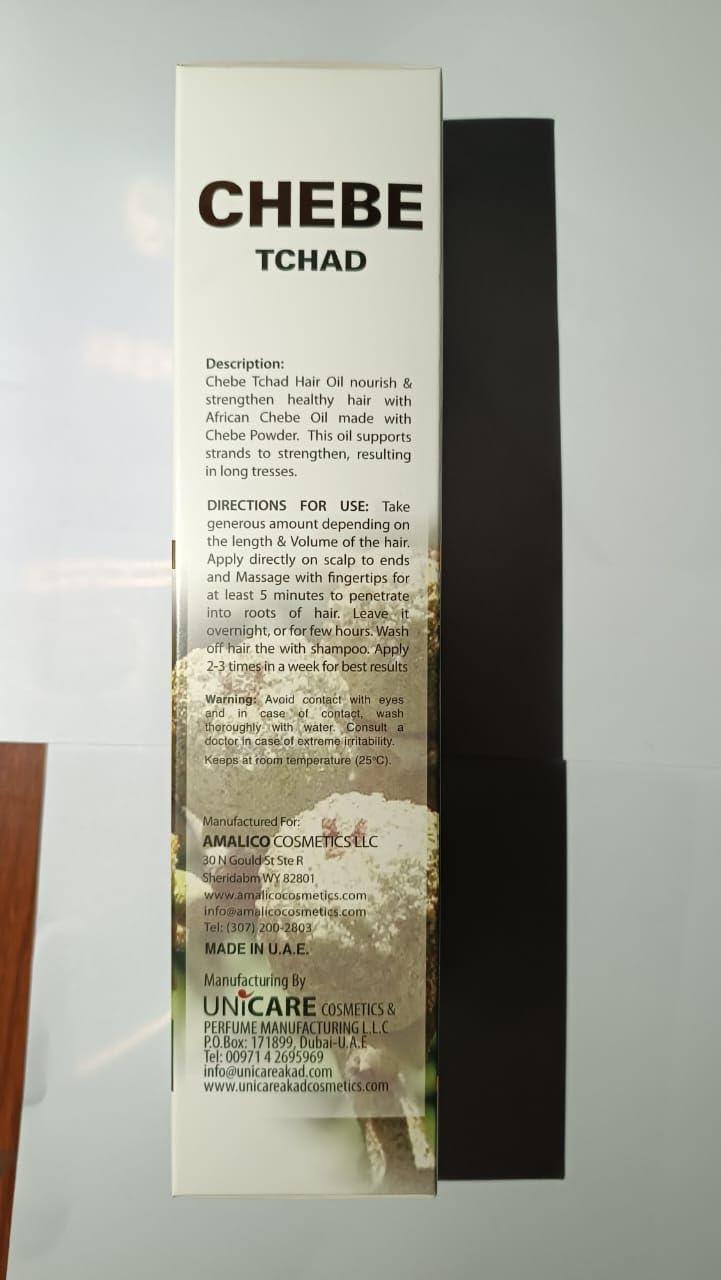 CHEBE
TCHAD
Description:
Chebe Tchad Hair Oil nourish &
strengthen healthy hair with
African Chebe Oil made with
Chebe Powder. This oil supports
strands to strengthen, resulting
in long tresses.
DIRECTIONS FOR USE: Take
generous amount depending on
the length & Volume of the hair.
Apply directly on scalp to ends
and Massage with fingertips for
at least 5 minutes to penetrate
into roots of hair. Leave it
overnight, or for few hours. Wash
off hair the with shampoo. Apply
2-3 times in a week for best results
Warning: Avoid contact with eyes
and in case of contact, wash
thoroughly with water. Consult a
doctor in case of extreme irritability.
Keeps at room temperature (25°C).
Manufactured For:
AMALICO COSMETICS LLC
30 N Gould St Ste R
Sheridabm WY 82801
www.amalicocosmetics.com
info@amalicocosmetics.com
Tel: (307) 200-2803
MADE IN U.A.E.
Manufacturing By
UNiCARE COSMETICS &
PERFUME MANUFACTURING L.L.C
P.O.Box: 171899, Dubai-U.A.E
Tel: 00971 4 2695969
info@unicareakad.com
www.unicareakadcosmetics.com